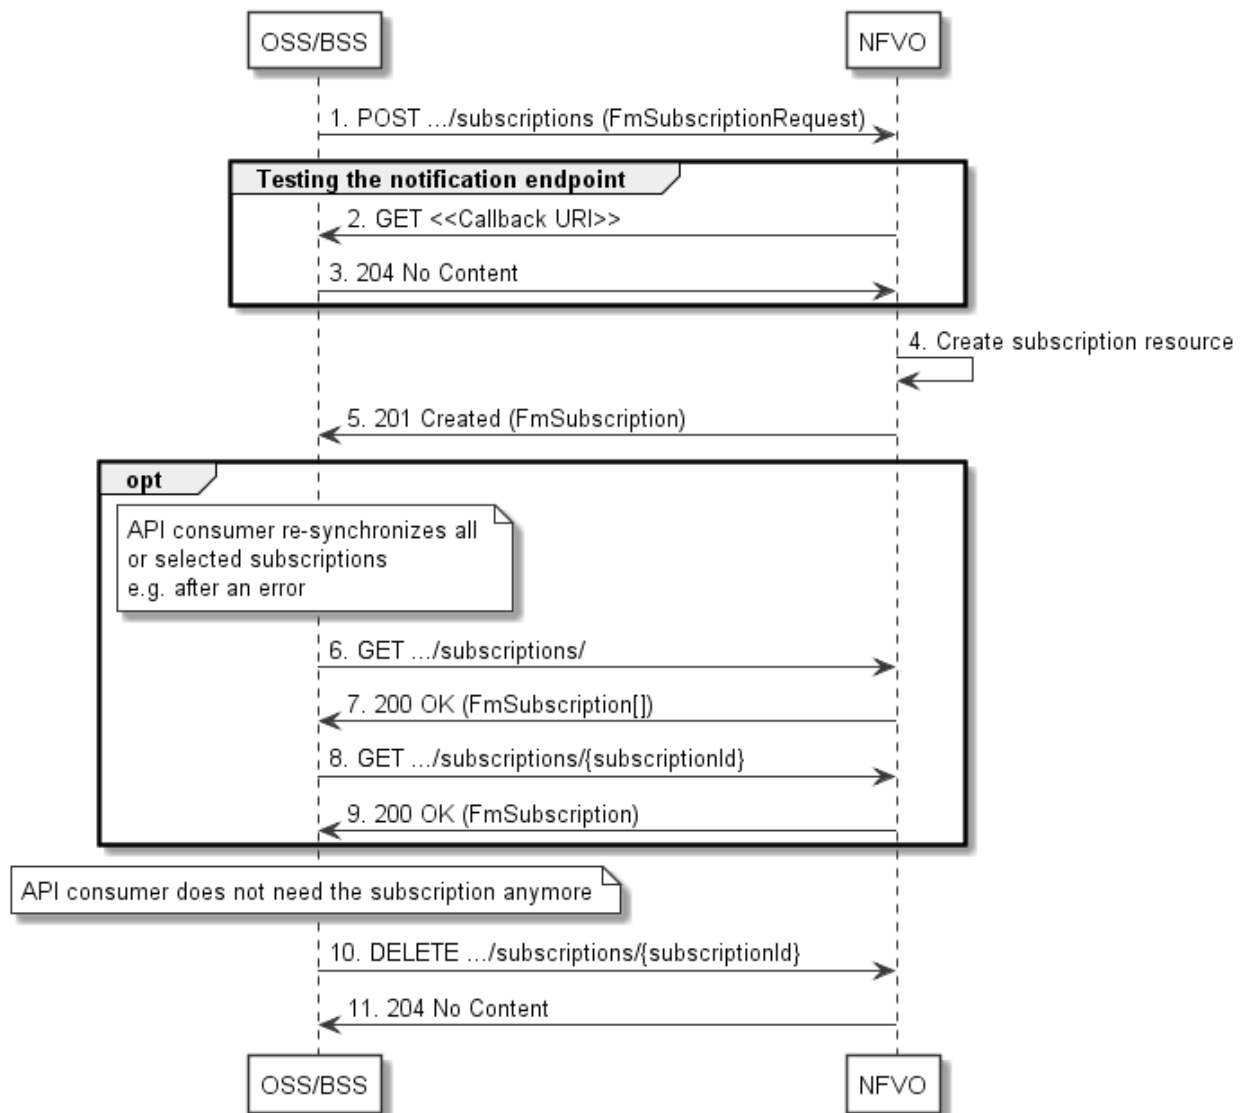 OSS/BSS
NFVO
1. POST .../subscriptions (FmSubscriptionRequest)
Testing the notification endpoint
2. GET <<Callback URI>>
3. 204 No Content
4. Create subscription resource
5. 201 Created (FmSubscription)
opt
API consumer re-synchronizes all
or selected subscriptions
e.g. after an error
6. GET .../subscriptions/
7. 200 OK (FmSubscription[])
8. GET .../subscriptions/{subscriptionId}
9. 200 OK (FmSubscription)
API consumer does not need the subscription anymore
10. DELETE .../subscriptions/{subscriptionId}
11. 204 No Content
OSS/BSS
NFVO